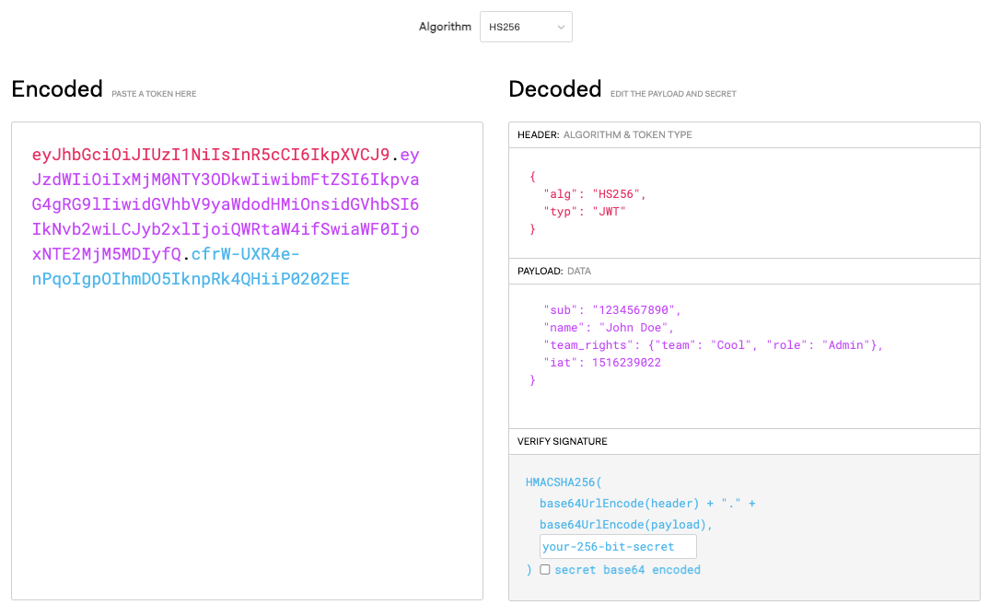 Algorithm HS256
Encoded PASTE A TOKEN HERE
eyJhbGciOiJIUzI1NiIsInR5cCI6IkpXVCJ9.ey
JzdWIiOiIxMjM0NTY3ODkwIiwibmFtZSI6Ikpva
G4gRG9lIiwidGVhbV9yaWdodHMiOnsidGVhbSI6
IkNvb2wiLCJyb2xlIjoiQWRtaW4ifSwiaWF0Ijo
xNTE2MjM5MDIyfQ.cfrW-UXR4e-
nPqoIgpOIhmDO5IknpRk4QHiiP0202EE
Decoded EDIT THE PAYLOAD AND SECRET
HEADER: ALGORITHM & TOKEN TYPE
{
"alg": "HS256",
"typ": "JWT"
}
PAYLOAD: DATA
"sub": "1234567890",
"name": "John Doe",
"team_rights": {"team": "Cool", "role": "Admin"},
"iat": 1516239022
}
VERIFY SIGNATURE
HMACSHA256(
base64UrlEncode(header) + "." +
base64UrlEncode(payload),
your-256-bit-secret
) secret base64 encoded